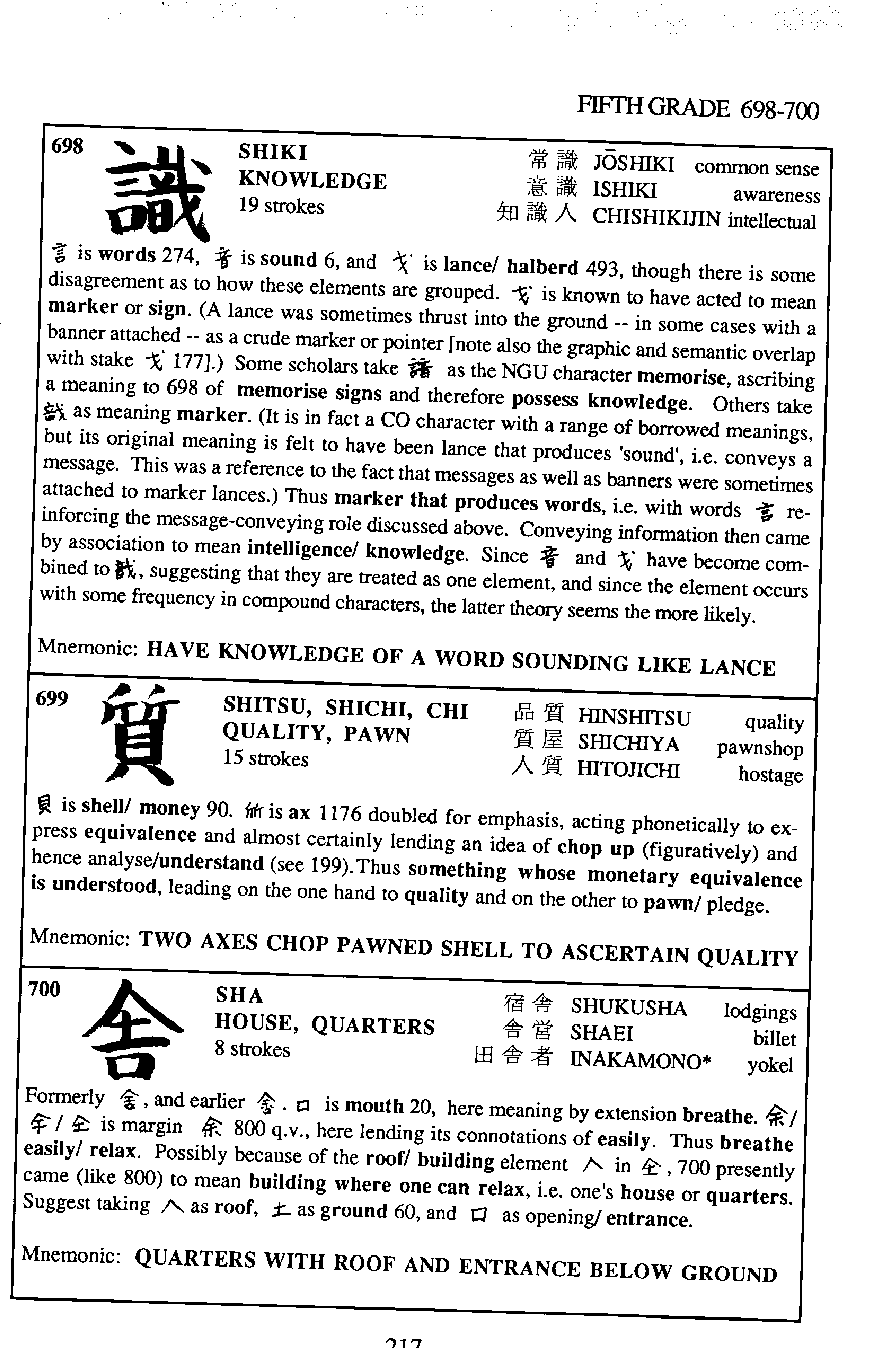 FIFTH GRADE 698-700
698
識
SHIKI
KNOWLEDGE
19 strokes
常識 JŌSHIKI common sense
意識 ISHIKI awareness
知識人 CHISHIKIJIN intellectual
言 is words 274, 音 is sound 6, and 戈 is lance/ halberd 493, though there is some
disagreement as to how these elements are grouped. 戈 is known to have acted to mean
marker or sign. (A lance was sometimes thrust into the ground -- in some cases with a
banner attached -- as a crude marker or pointer [note also the graphic and semantic overlap
with stake 弋 177].) Some scholars take 諳 as the NGU character memorise, ascribing
a meaning to 698 of memorise signs and therefore possess knowledge. Others take
戠 as meaning marker. (It is in fact a CO character with a range of borrowed meanings,
but its original meaning is felt to have been lance that produces 'sound', i.e. conveys a
message. This was a reference to the fact that messages as well as banners were sometimes
attached to marker lances.) Thus marker that produces words, i.e. with words 言 re-
inforcing the message-conveying role discussed above. Conveying information then came
by association to mean intelligence/ knowledge. Since 音 and 戈 have become com-
bined to 戠, suggesting that they are treated as one element, and since the element occurs
with some frequency in compound characters, the latter theory seems the more likely.
Mnemonic: HAVE KNOWLEDGE OF A WORD SOUNDING LIKE LANCE
699
質
SHITSU, SHICHI, CHI
QUALITY, PAWN
15 strokes
品質 HINSHITSU quality
質屋 SHICHIYA pawnshop
人質 HITOJICHI hostage
貝 is shell/ money 90. 斦 is ax 1176 doubled for emphasis, acting phonetically to ex-
press equivalence and almost certainly lending an idea of chop up (figuratively) and
hence analyse/understand (see 199).Thus something whose monetary equivalence
is understood, leading on the one hand to quality and on the other to pawn/ pledge.
Mnemonic: TWO AXES CHOP PAWNED SHELL TO ASCERTAIN QUALITY
700
舎
SHA
HOUSE, QUARTERS
8 strokes
宿舎 SHUKUSHA lodgings
舎営 SHAEI billet
田舎者 INAKAMONO* yokel
Formerly 舍, and earlier . 口 is mouth 20, here meaning by extension breathe. 余/
/ is margin 余 800 q.v., here lending its connotations of easily. Thus breathe
easily/ relax. Possibly because of the roof/ building element 𠆢 in , 700 presently
came (like 800) to mean building where one can relax, i.e. one's house or quarters.
Suggest taking 𠆢 as roof, 土 as ground 60, and 口 as opening/ entrance.
Mnemonic: QUARTERS WITH ROOF AND ENTRANCE BELOW GROUND
217